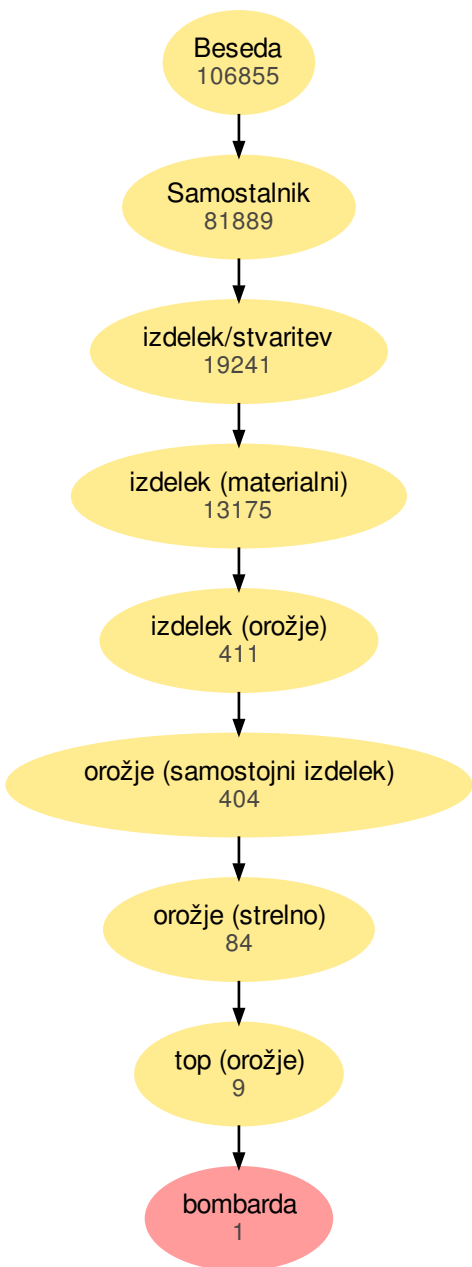 Beseda
106855
Samostalnik
81889
izdelek/stvaritev
19241
izdelek (materialni)
13175
izdelek (orožje)
411
orožje (samostojni izdelek)
404
orožje (strelno)
84
top (orožje)
9
bombarda
1